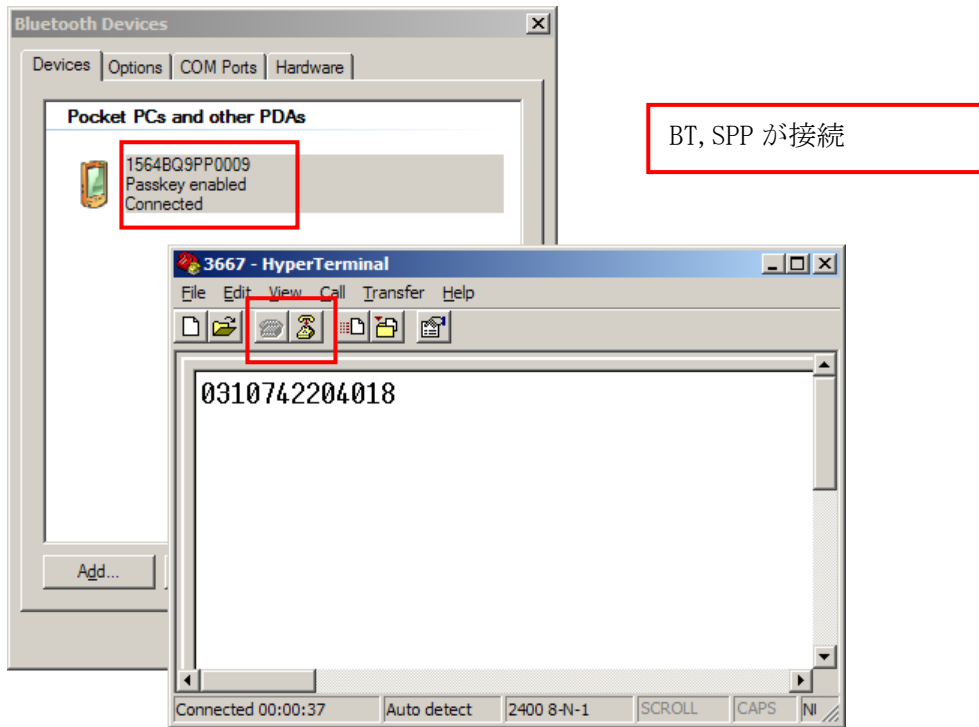 Bluetooth Devices
Devices Options COM Ports Hardware
Pocket PCs and other PDAs
1564BQ9PP0009
Passkey enabled
Connected
BT, SPP が接続
3667 - HyperTerminal
File Edit View Call Transfer Help
0310742204018
Add...
Connected 00:00:37 Auto detect 2400 8-N-1 SCROLL CAPS